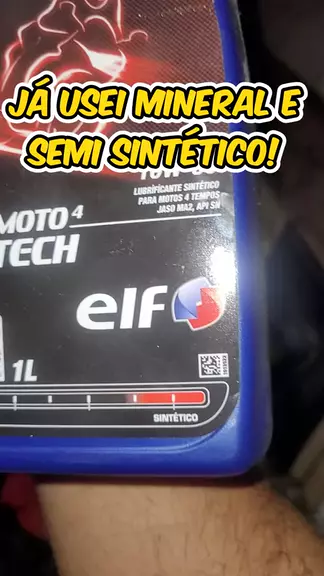 JÁ USEI MINERAL E
SEMI SINTÉTICO!
LUBRIFICANTE SINTÉTICO
PARA MOTOS 4 TEMPOS
JASO MA2, API SN
MOTO 4
TECH
elf
1L
SINTÉTICO